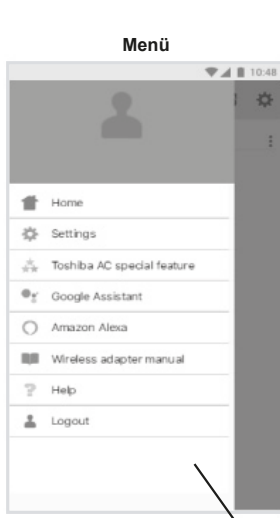 Menü
10:48
Home
Settings
Toshiba AC special feature
Google Assistant
Amazon Alexa
Wireless adapter manual
Help
Logout